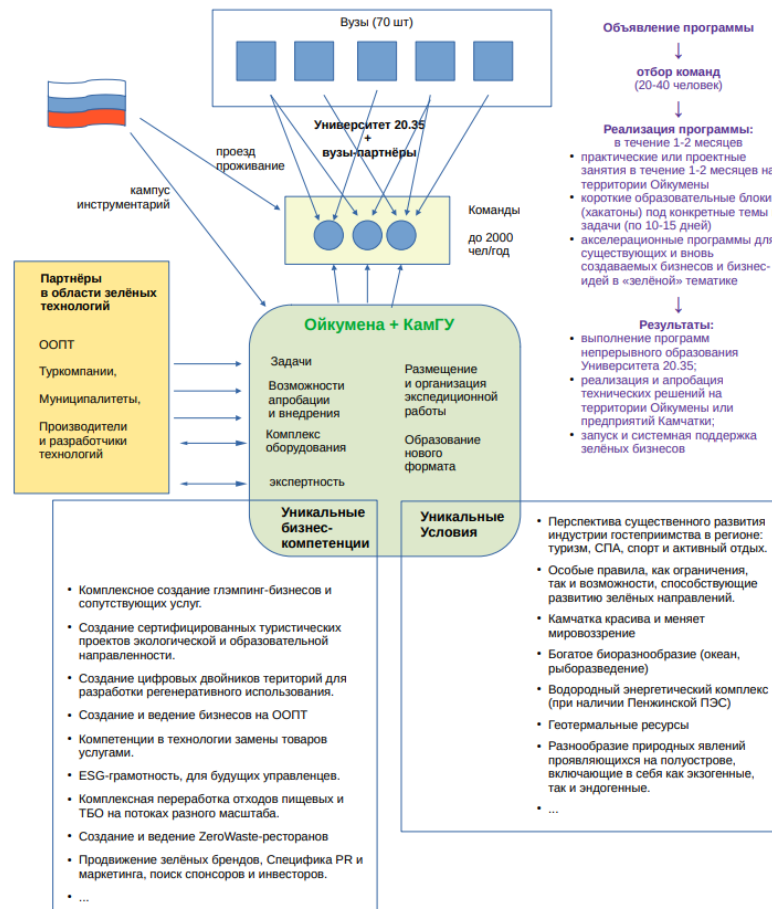 Вузы (70 шт)
Университет 20.35
+
вузы-партнёры
проезд
проживание
кампус
инструментарий
Команды
до 2000
чел/год
Партнёры
в области зелёных
технологий
ООПТ
Туркомпании,
Муниципалитеты,
Производители
и разработчики
технологий
Ойкумена + КамГУ
Задачи
Возможности
апробации
и внедрения
Комплекс
оборудования
экспертность
Размещение
и организация
экспедиционной
работы
Образование
нового
формата
Уникальные
бизнес-
компетенции
Уникальные
Условия
• Комплексное создание глэмпинг-бизнесов и
сопутствующих услуг.
• Создание сертифицированных туристических
проектов экологической и образовательной
направленности.
• Создание цифровых двойников територий для
разработки регенеративного использования.
• Создание и ведение бизнесов на ООПТ
• Компетенции в технологии замены товаров
услугами.
• ESG-грамотность, для будущих управленцев.
• Комплексная переработка отходов пищевых и
ТБО на потоках разного масштаба.
• Создание и ведение ZeroWaste-ресторанов
• Продвижение зелёных брендов, Специфика PR и
маркетинга, поиск спонсоров и инвесторов.
• ...
• Перспектива существенного развития
индустрии гостеприимства в регионе:
туризм, СПА, спорт и активный отдых.
• Особые правила, как ограничения,
так и возможности, способствующие
развитию зелёных направлений.
• Камчатка красива и меняет
мировоззрение
• Богатое биоразнообразие (океан,
рыборазведение)
• Водородный энергетический комплекс
(при наличии Пенжинской ПЭС)
• Геотермальные ресурсы
• Разнообразие природных явлений
проявляющихся на полуострове,
включающие в себя как экзогенные,
так и эндогенные.
• ...
Объявление программы
↓
отбор команд
(20-40 человек)
↓
Реализация программы:
в течение 1-2 месяцев
▪ практические или проектные
занятия в течение 1-2 месяцев на
территории Ойкумены
▪ короткие образовательные блоки
(хакатоны) под конкретные темы
задачи (по 10-15 дней)
▪ акселерационные программы для
существующих и вновь
создаваемых бизнесов и бизнес-
идей в «зелёной» тематике
↓
Результаты:
▪ выполнение программ
непрерывного образования
Университета 20.35;
▪ реализация и апробация
технических решений на
территории Ойкумены или
предприятий Камчатки;
▪ запуск и системная поддержка
зелёных бизнесов